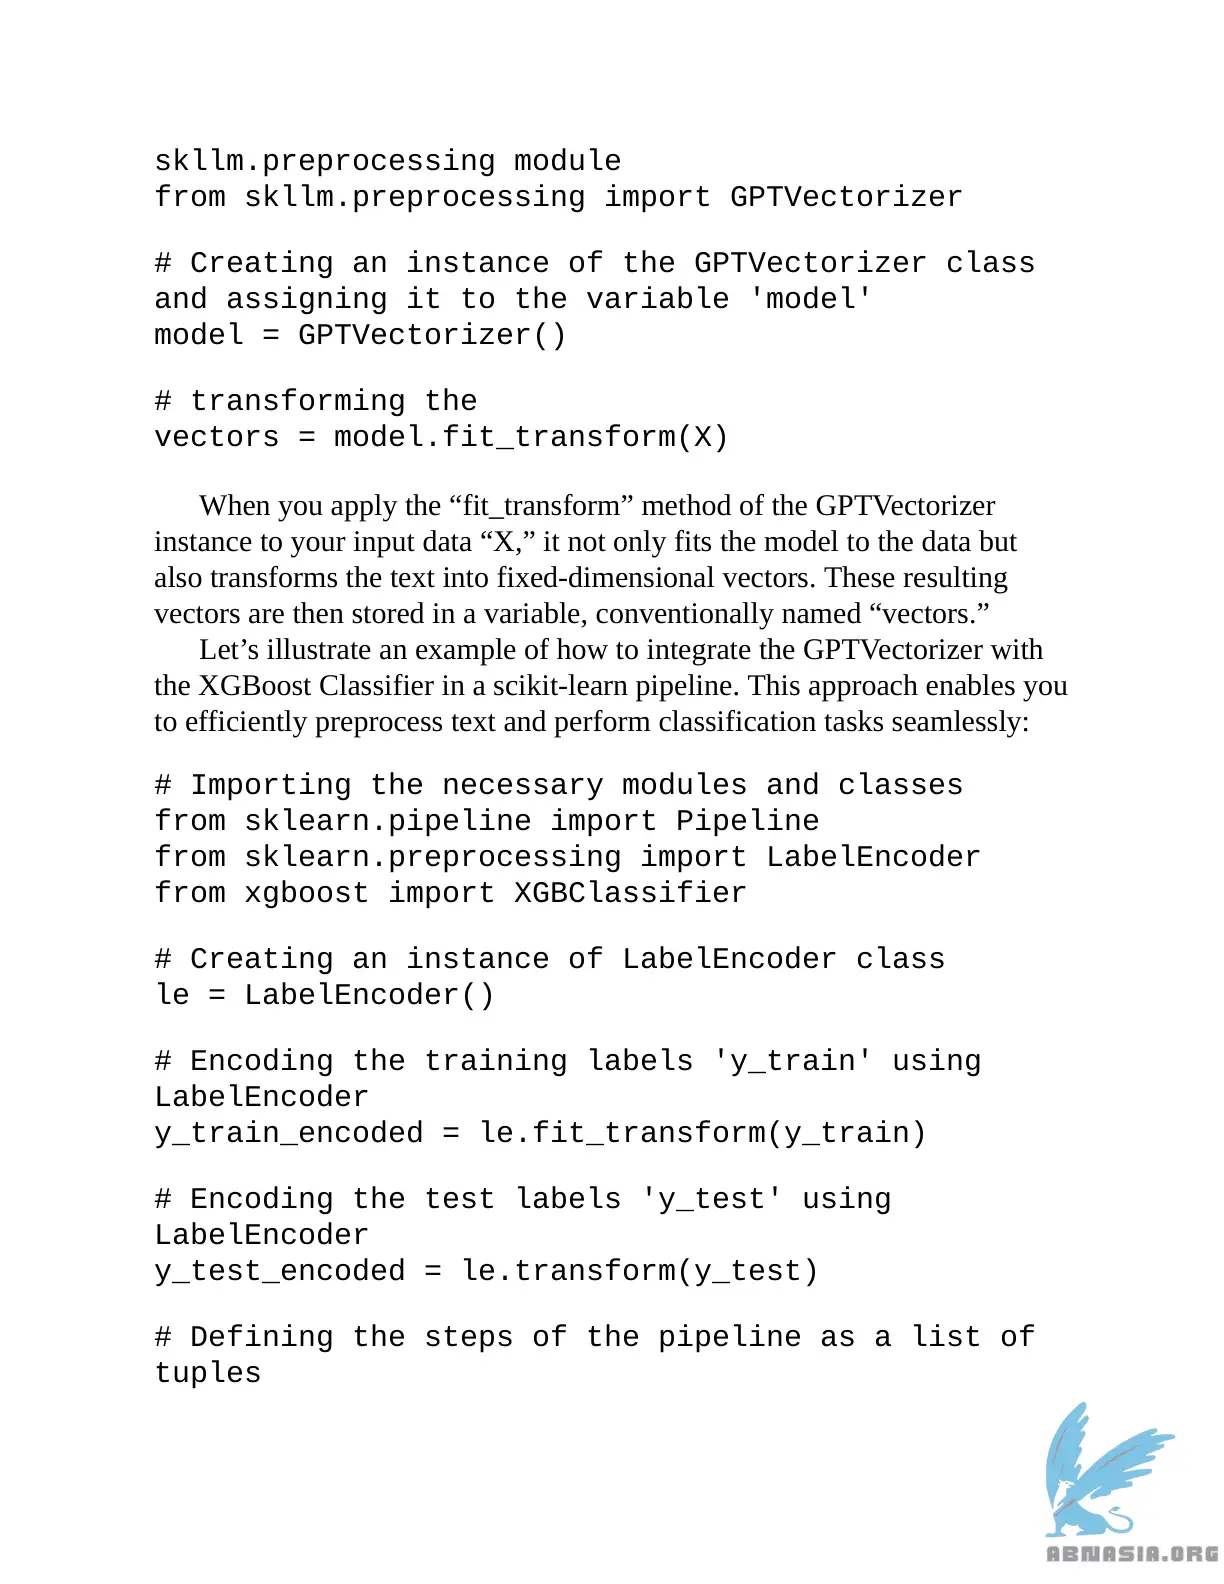 skllm.preprocessing module
from skllm.preprocessing import GPTVectorizer
# Creating an instance of the GPTVectorizer class
and assigning it to the variable 'model'
model = GPTVectorizer()
# transforming the
vectors = model.fit_transform(X)
When you apply the “fit_transform” method of the GPTVectorizer
instance to your input data “X,” it not only fits the model to the data but
also transforms the text into fixed-dimensional vectors. These resulting
vectors are then stored in a variable, conventionally named “vectors.”
Let’s illustrate an example of how to integrate the GPTVectorizer with
the XGBoost Classifier in a scikit-learn pipeline. This approach enables you
to efficiently preprocess text and perform classification tasks seamlessly:
# Importing the necessary modules and classes
from sklearn.pipeline import Pipeline
from sklearn.preprocessing import LabelEncoder
from xgboost import XGBClassifier
# Creating an instance of LabelEncoder class
le = LabelEncoder()
# Encoding the training labels 'y_train' using
LabelEncoder
y_train_encoded = le.fit_transform(y_train)
# Encoding the test labels 'y_test' using
LabelEncoder
y_test_encoded = le.transform(y_test)
# Defining the steps of the pipeline as a list of
tuples
ABNASIA.ORG